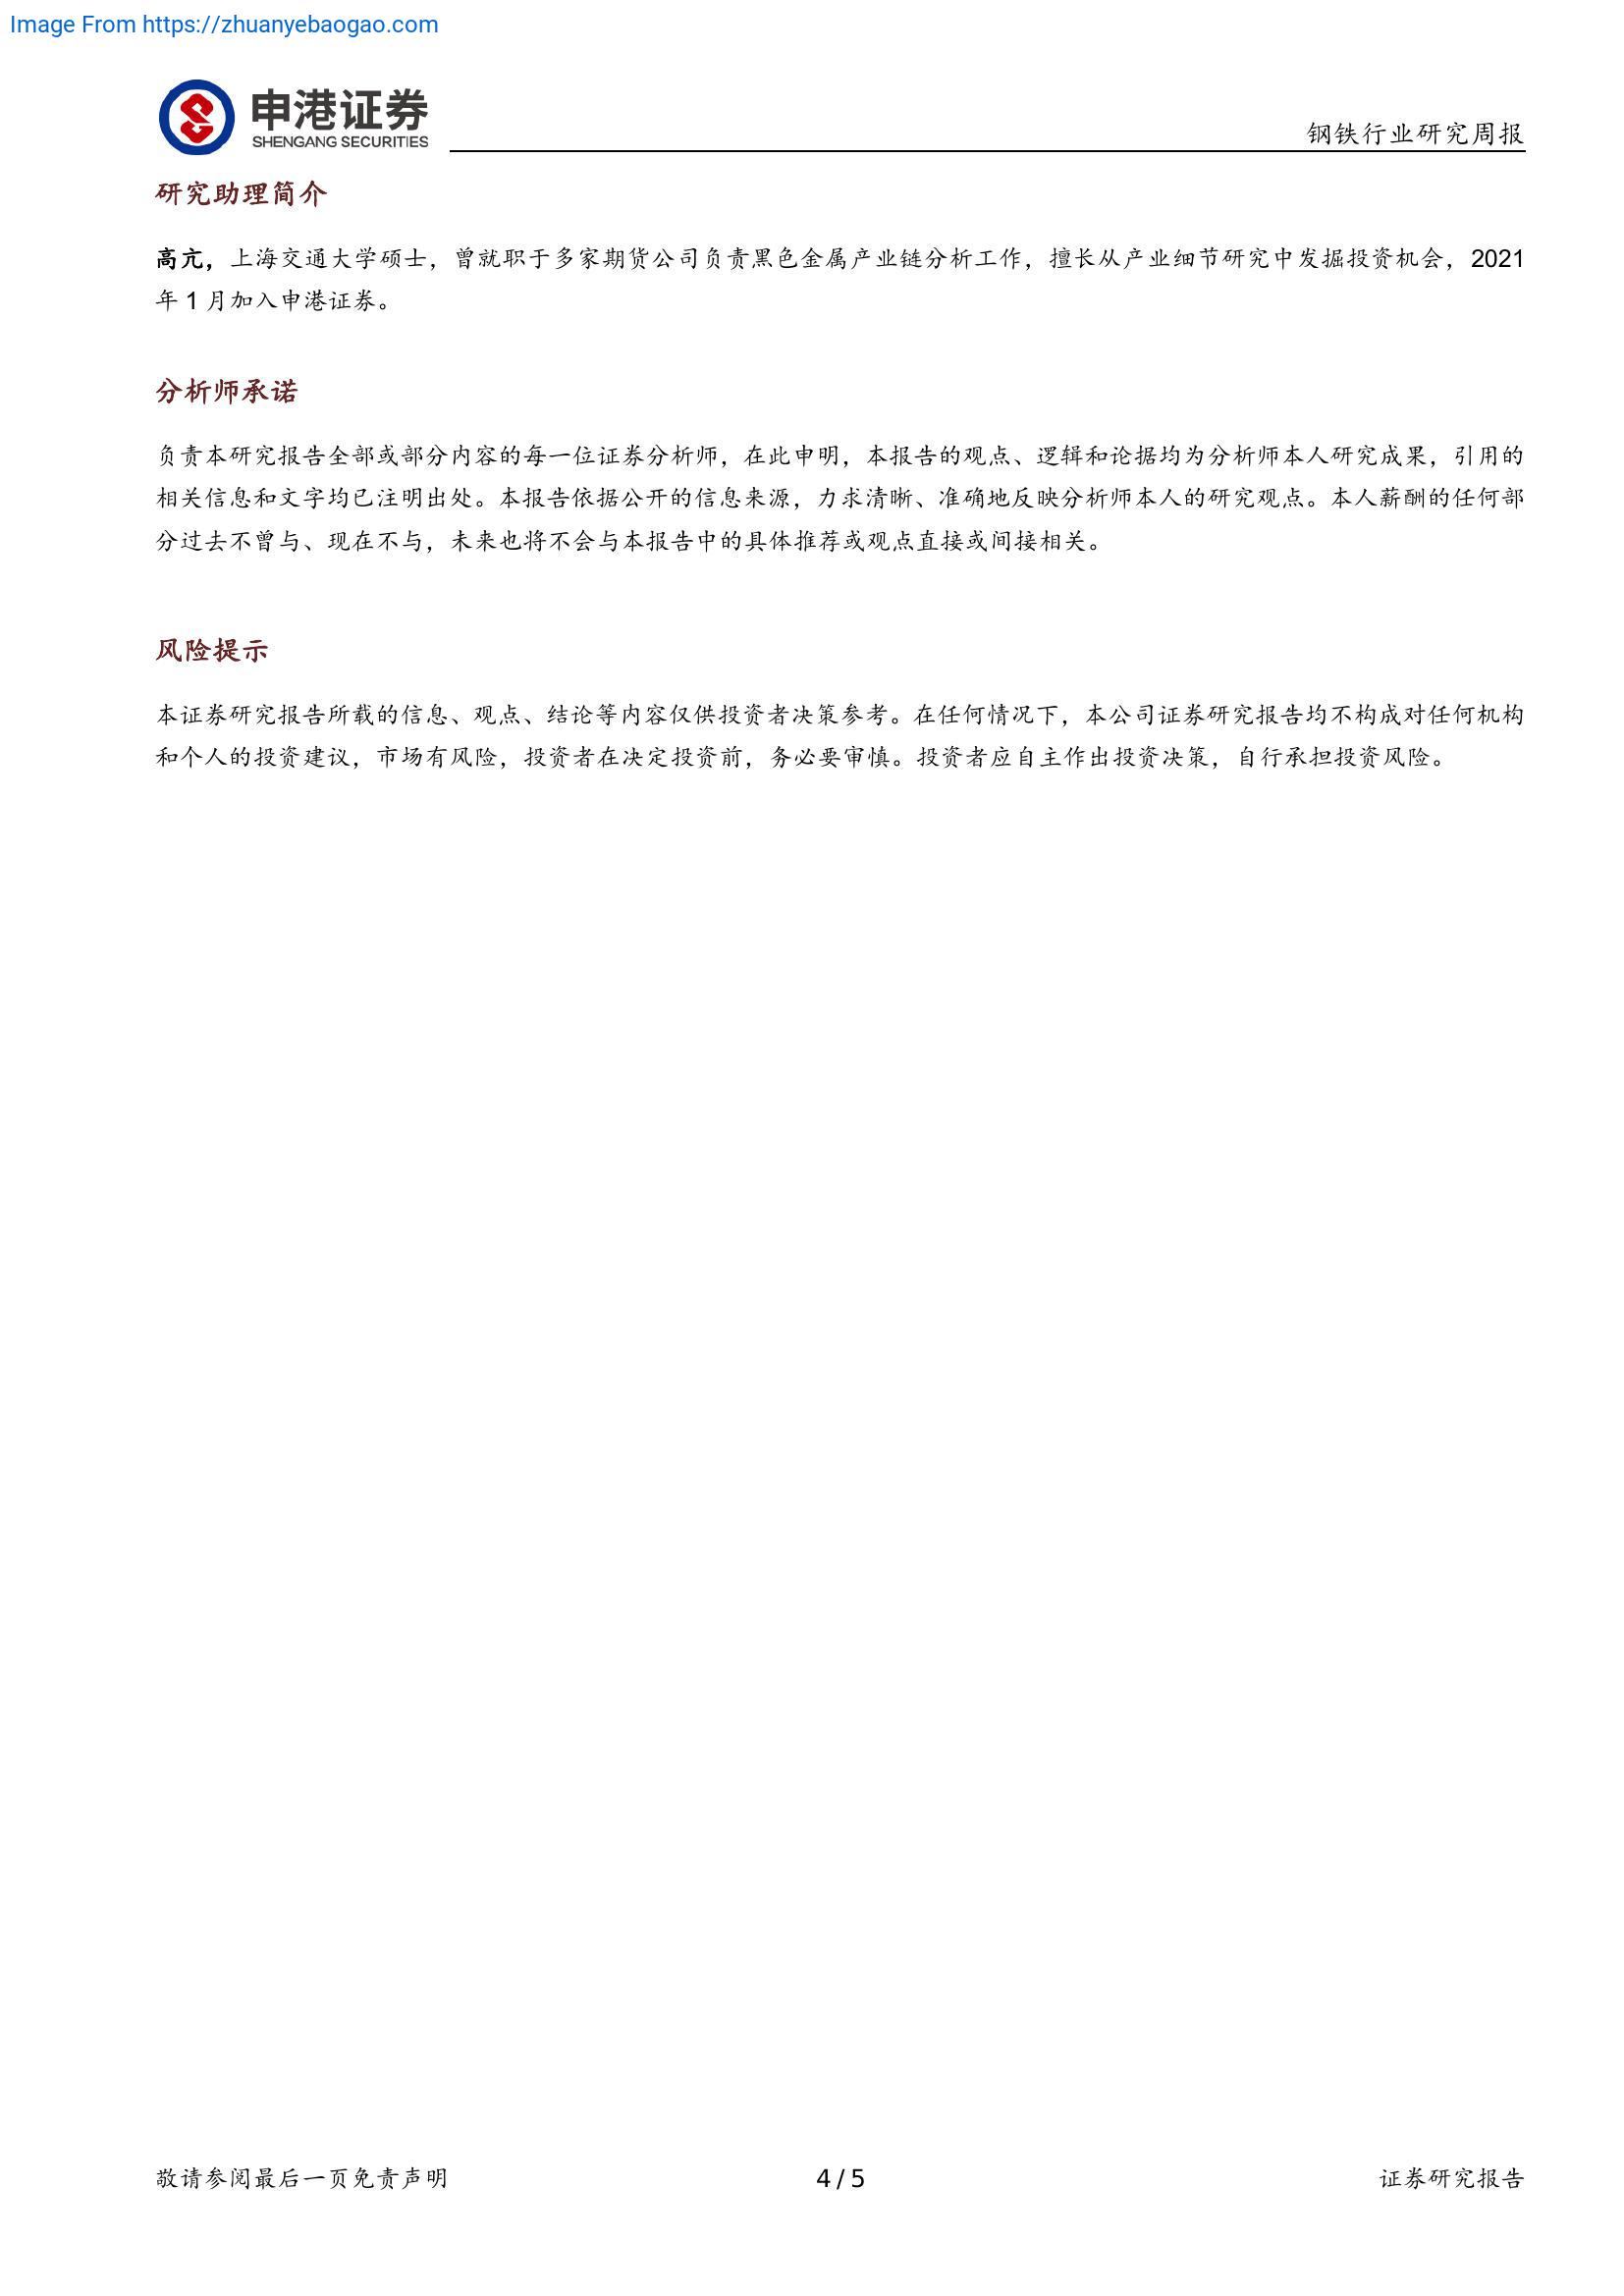 Image From https://zhuanyebaogao.com
申港证券
SHENGANG SECURITIES
钢铁行业研究周报
研究助理简介
高亢，上海交通大学硕士，曾就职于多家期货公司负责黑色金属产业链分析工作，擅长从产业细节研究中发掘投资机会，2021
年 1 月加入申港证券。
分析师承诺
负责本研究报告全部或部分内容的每一位证券分析师，在此申明，本报告的观点、逻辑和论据均为分析师本人研究成果，引用的
相关信息和文字均已注明出处。本报告依据公开的信息来源，力求清晰、准确地反映分析师本人的研究观点。本人薪酬的任何部
分过去不曾与、现在不与，未来也将不会与本报告中的具体推荐或观点直接或间接相关。
风险提示
本证券研究报告所载的信息、观点、结论等内容仅供投资者决策参考。在任何情况下，本公司证券研究报告均不构成对任何机构
和个人的投资建议，市场有风险，投资者在决定投资前，务必要审慎。投资者应自主作出投资决策，自行承担投资风险。
敬请参阅最后一页免责声明
4 / 5
证券研究报告